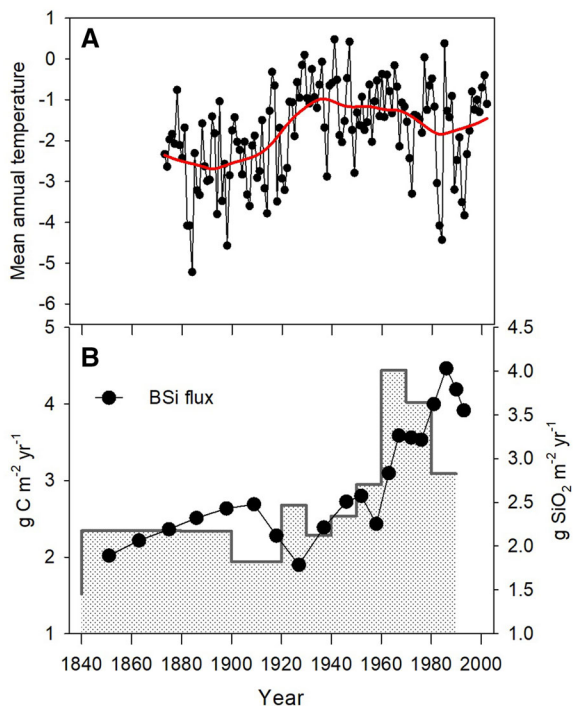 A
1
0
-1
-2
-3
-4
-5
-6
Mean annual temperature
B
BSi flux
5
4
3
2
1
g C m⁻² yr⁻¹
4.5
4.0
3.5
3.0
2.5
2.0
1.5
1.0
g SiO₂ m⁻² yr⁻¹
1840 1860 1880 1900 1920 1940 1960 1980 2000
Year